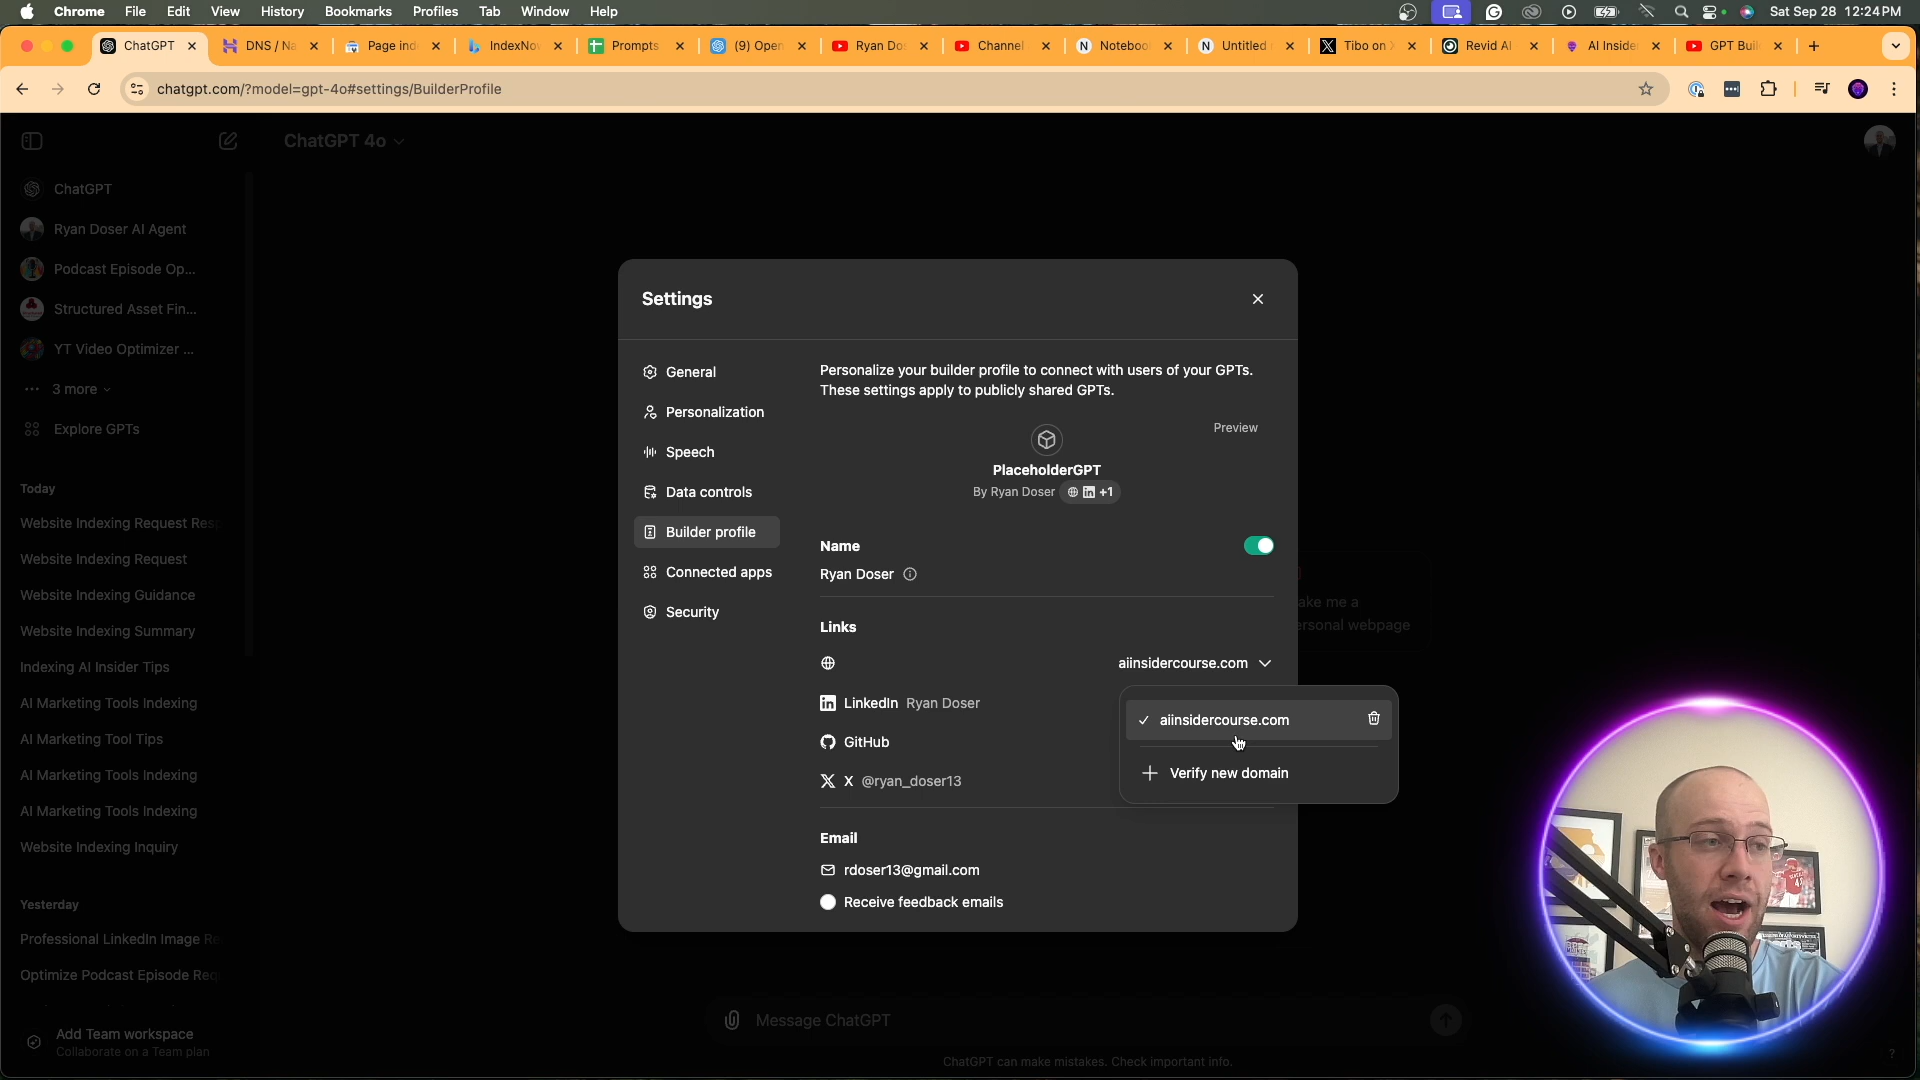 Chrome File Edit View History Bookmarks Profiles Tab Window Help Sat Sep 28 12:24 PM
ChatGPT DNS / Na Page ind IndexNo Prompts (9) Open Ryan Do Channel Noteboo Untitled Tibo on Revid AI AI Inside GPT Buil
chatgpt.com/?model=gpt-4o#settings/BuilderProfile
ChatGPT 4o
ChatGPT
Ryan Doser AI Agent
Podcast Episode Op...
Structured Asset Fin...
YT Video Optimizer ...
3 more
Explore GPTs
Today
Website Indexing Request Resp
Website Indexing Request
Website Indexing Guidance
Website Indexing Summary
Indexing AI Insider Tips
AI Marketing Tools Indexing
AI Marketing Tool Tips
AI Marketing Tools Indexing
AI Marketing Tools Indexing
Website Indexing Inquiry
Yesterday
Professional LinkedIn Image Re
Optimize Podcast Episode Req
Add Team workspace
Collaborate on a Team plan
Settings
General
Personalization
Speech
Data controls
Builder profile
Connected apps
Security
Personalize your builder profile to connect with users of your GPTs.
These settings apply to publicly shared GPTs.
Preview
PlaceholderGPT
By Ryan Doser +1
Name
Ryan Doser
Links
aiinsidercourse.com
LinkedIn Ryan Doser
GitHub
X @ryan_doser13
aiinsidercourse.com
Verify new domain
Email
rdoser13@gmail.com
Receive feedback emails
ake me a
ersonal webpage
Message ChatGPT
ChatGPT can make mistakes. Check important info.
?